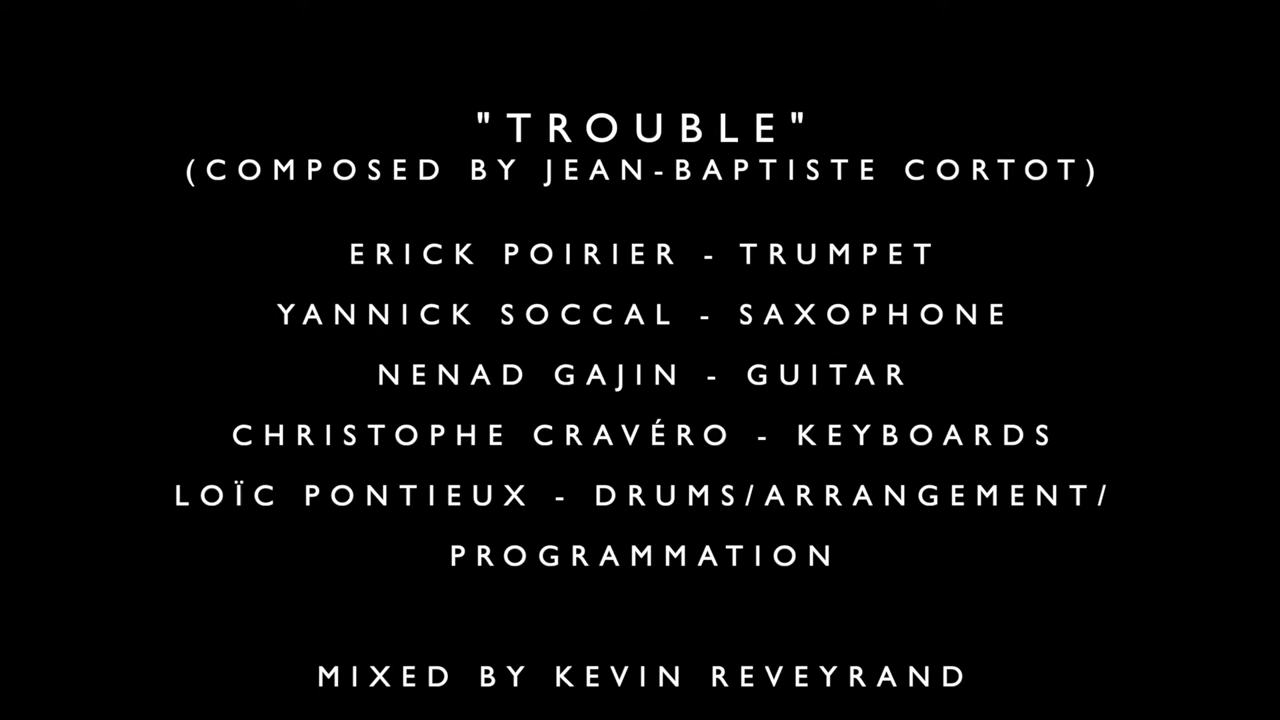 "TROUBLE"
(COMPOSED BY JEAN-BAPTISTE CORTOT)
ERICK POIRIER - TRUMPET
YANNICK SOCCAL - SAXOPHONE
NENAD GAJIN - GUITAR
CHRISTOPHE CRAVÉRO - KEYBOARDS
LOÏC PONTIEUX - DRUMS/ARRANGEMENT/
PROGRAMMATION
MIXED BY KEVIN REVEYRAND